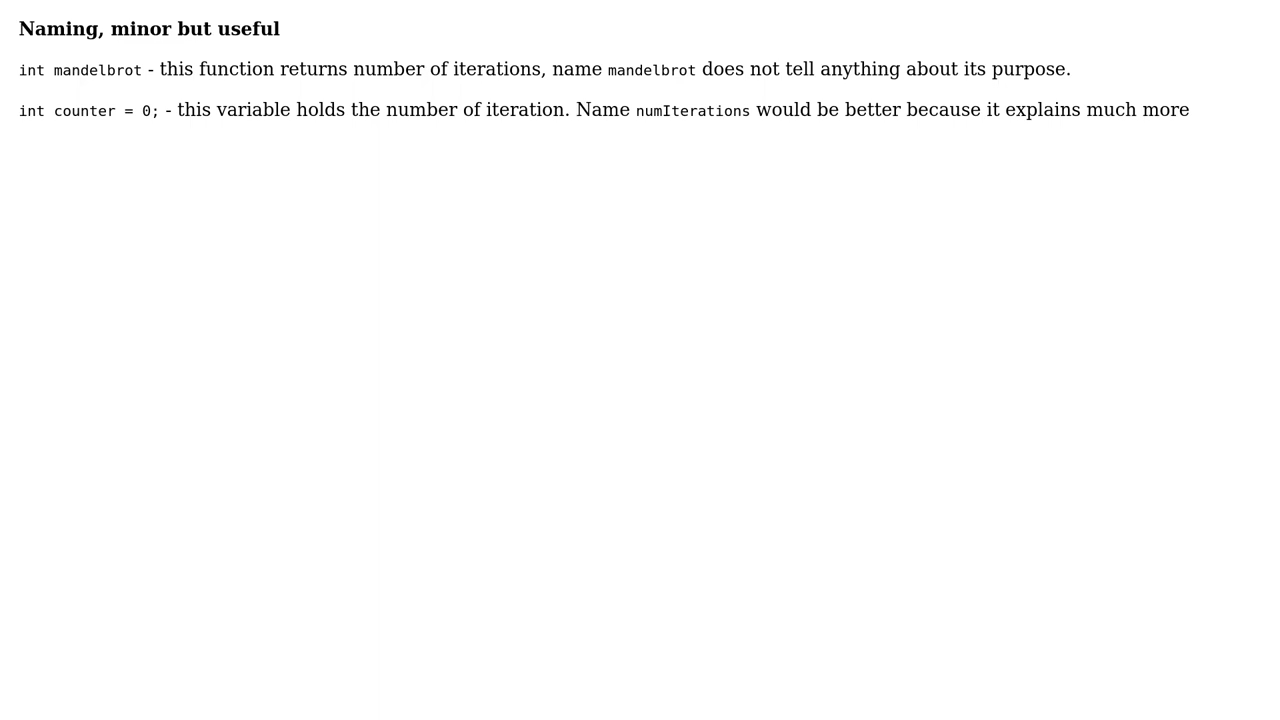 Naming, minor but useful
int mandelbrot - this function returns number of iterations, name mandelbrot does not tell anything about its purpose.
int counter = 0; - this variable holds the number of iteration. Name numIterations would be better because it explains much more